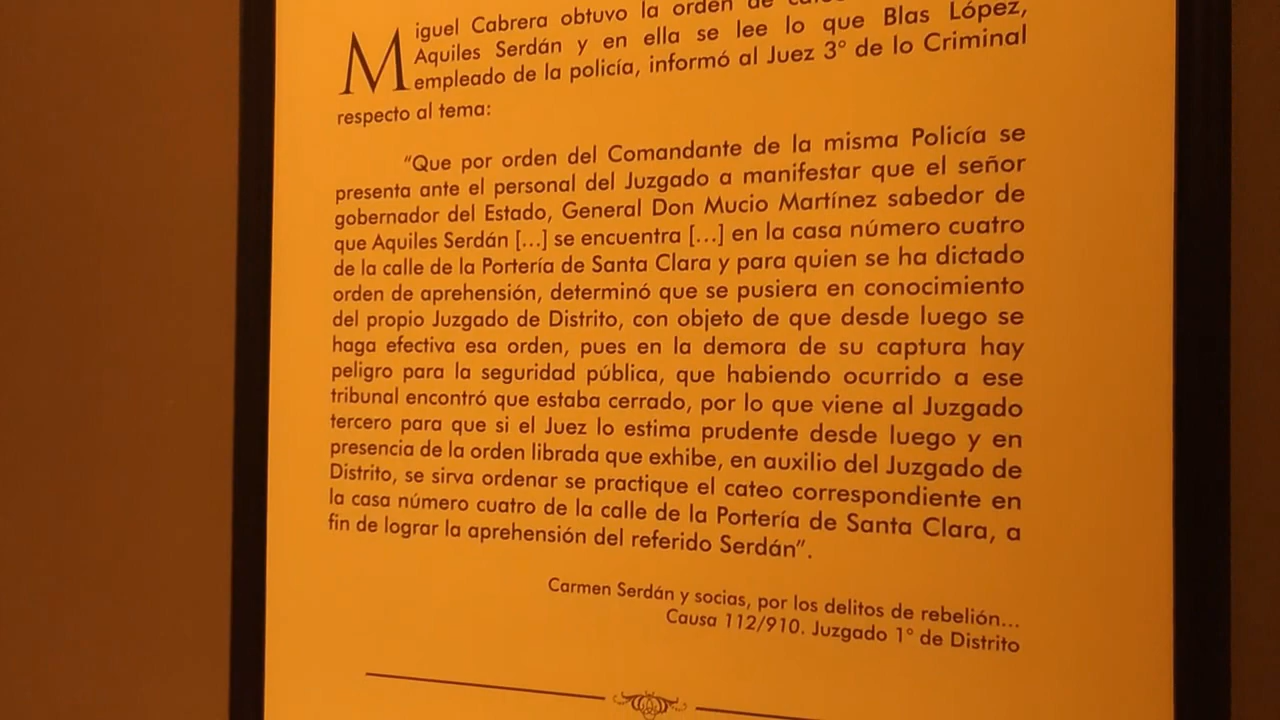 Miguel Cabrera obtuvo la orden de
Aquiles Serdán y en ella se lee lo que Blas López,
empleado de la policía, informó al Juez 3° de lo Criminal
respecto al tema:
"Que por orden del Comandante de la misma Policía se
presenta ante el personal del Juzgado a manifestar que el señor
gobernador del Estado, General Don Mucio Martínez sabedor de
que Aquiles Serdán [...] se encuentra [...] en la casa número cuatro
de la calle de la Portería de Santa Clara y para quien se ha dictado
orden de aprehensión, determinó que se pusiera en conocimiento
del propio Juzgado de Distrito, con objeto de que desde luego se
haga efectiva esa orden, pues en la demora de su captura hay
peligro para la seguridad pública, que habiendo ocurrido a ese
tribunal encontró que estaba cerrado, por lo que viene al Juzgado
tercero para que si el Juez lo estima prudente desde luego y en
presencia de la orden librada que exhibe, en auxilio del Juzgado de
Distrito, se sirva ordenar se practique el cateo correspondiente en
la casa número cuatro de la calle de la Portería de Santa Clara, a
fin de lograr la aprehensión del referido Serdán".
Carmen Serdán y socias, por los delitos de rebelión...
Causa 112/910. Juzgado 1° de Distrito